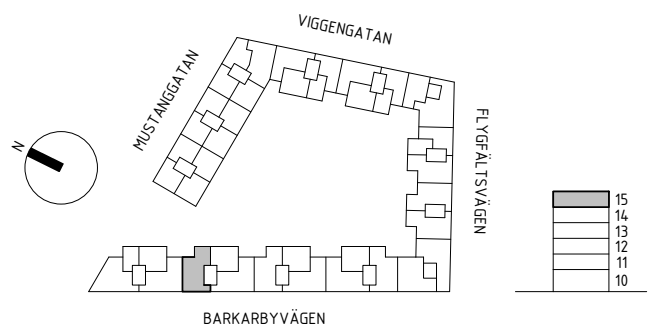 VIGGENGATAN
MUSTANGGATAN
N
FLYGFÄLTSVÄGEN
15
14
13
12
11
10
BARKARBYVÄGEN